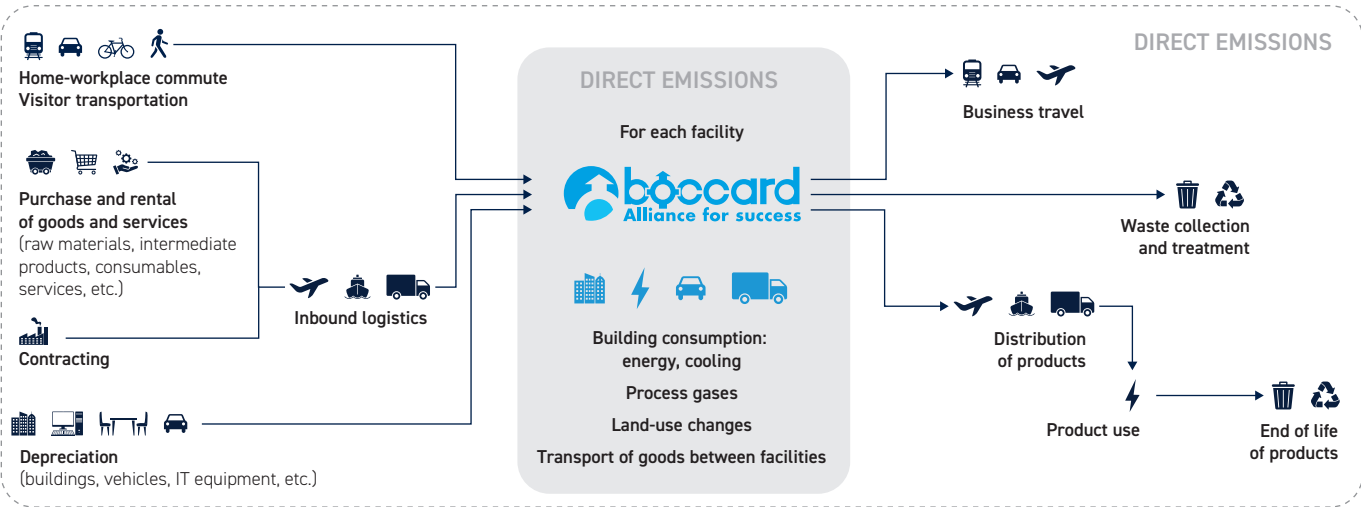 Home-workplace commute
Visitor transportation
Purchase and rental
of goods and services
(raw materials, intermediate
products, consumables,
services, etc.)
Contracting
Inbound logistics
Depreciation
(buildings, vehicles, IT equipment, etc.)
DIRECT EMISSIONS
For each facility
boccard
Alliance for success
Building consumption:
energy, cooling
Process gases
Land-use changes
Transport of goods between facilities
DIRECT EMISSIONS
Business travel
Waste collection
and treatment
Distribution
of products
Product use
End of life
of products